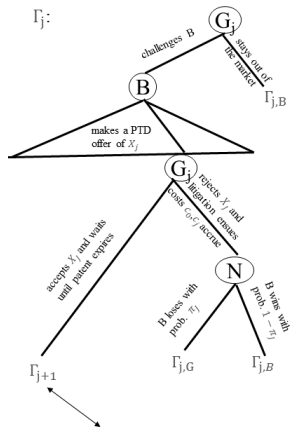 Γj:
Gj
challenges B
stays out of
the market
B
Γj,B
makes a PTD
offer of Xj
Gj
rejects Xj and
litigation ensues
costs c0,cj accrue
accepts Xj and waits
until patent expires
N
B loses with
prob. πj
B wins with
prob. 1 − πj
Γj+1
Γj,G
Γj,B